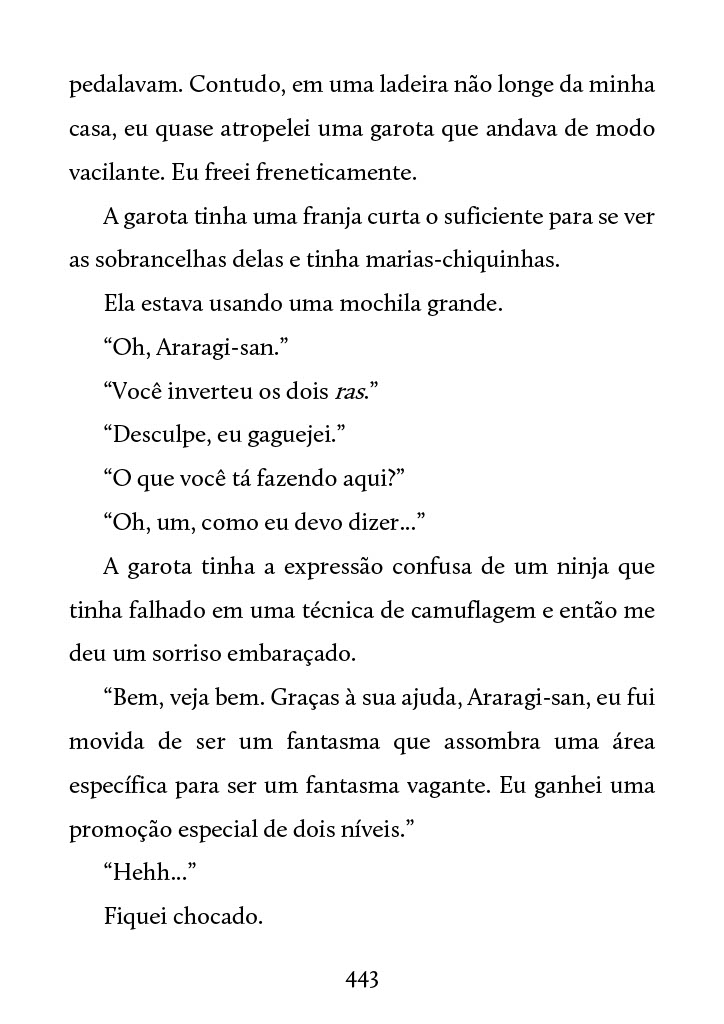 pedalavam. Contudo, em uma ladeira não longe da minha
casa, eu quase atropelei uma garota que andava de modo
vacilante. Eu freei freneticamente.
A garota tinha uma franja curta o suficiente para se ver
as sobrancelhas delas e tinha marias-chiquinhas.
Ela estava usando uma mochila grande.
“Oh, Araragi-san.”
“Você inverteu os dois ras.”
“Desculpe, eu gaguejei.”
“O que você tá fazendo aqui?”
“Oh, um, como eu devo dizer...”
A garota tinha a expressão confusa de um ninja que
tinha falhado em uma técnica de camuflagem e então me
deu um sorriso embaraçado.
“Bem, veja bem. Graças à sua ajuda, Araragi-san, eu fui
movida de ser um fantasma que assombra uma área
específica para ser um fantasma vagante. Eu ganhei uma
promoção especial de dois níveis.”
“Hehh...”
Fiquei chocado.
443